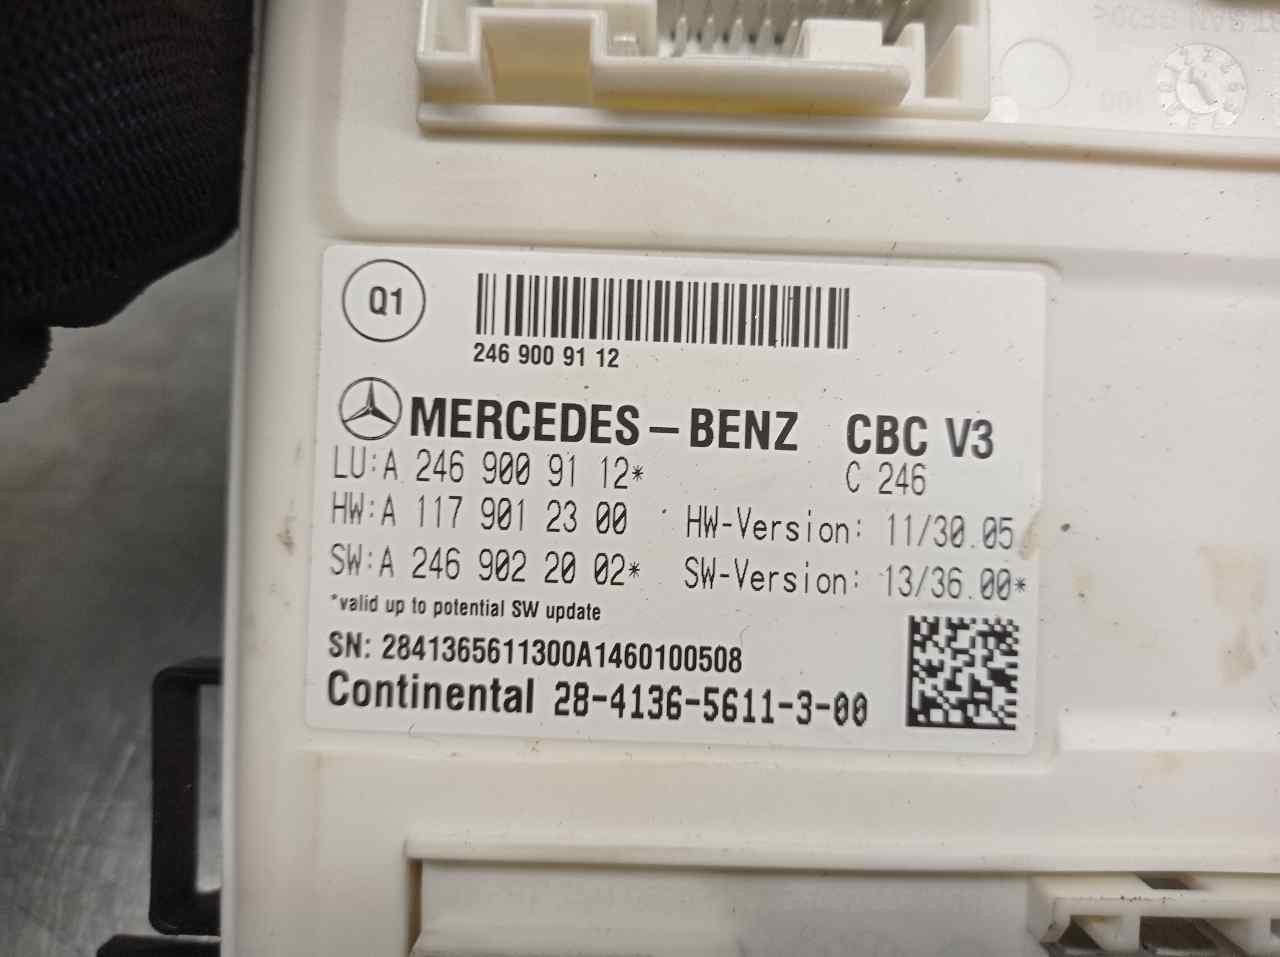 Q1
246 900 91 12
MERCEDES-BENZ CBC V3
LU:A 246 900 91 12* C 246
HW:A 117 901 23 00 HW-Version: 11/30.05
SW:A 246 902 20 02* SW-Version: 13/36.00*
*valid up to potential SW update
SN: 2841365611300A1460100508
Continental 28-4136-5611-3-00